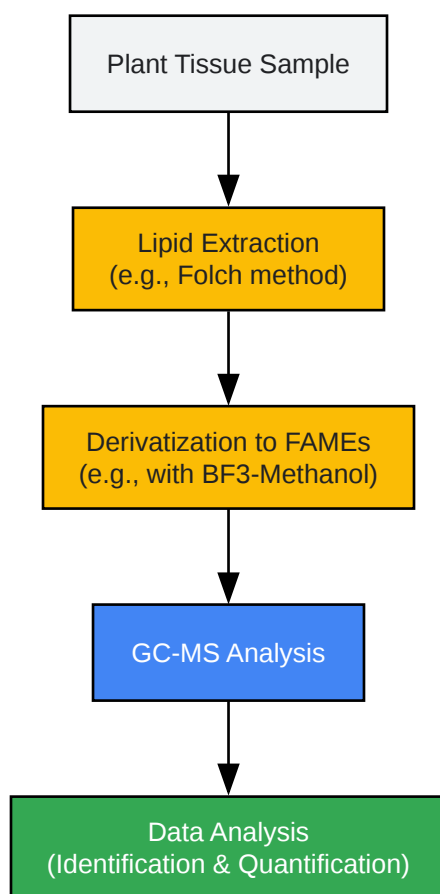 Plant Tissue Sample
Lipid Extraction
(e.g., Folch method)
Derivatization to FAMEs
(e.g., with BF3-Methanol)
GC-MS Analysis
Data Analysis
(Identification & Quantification)